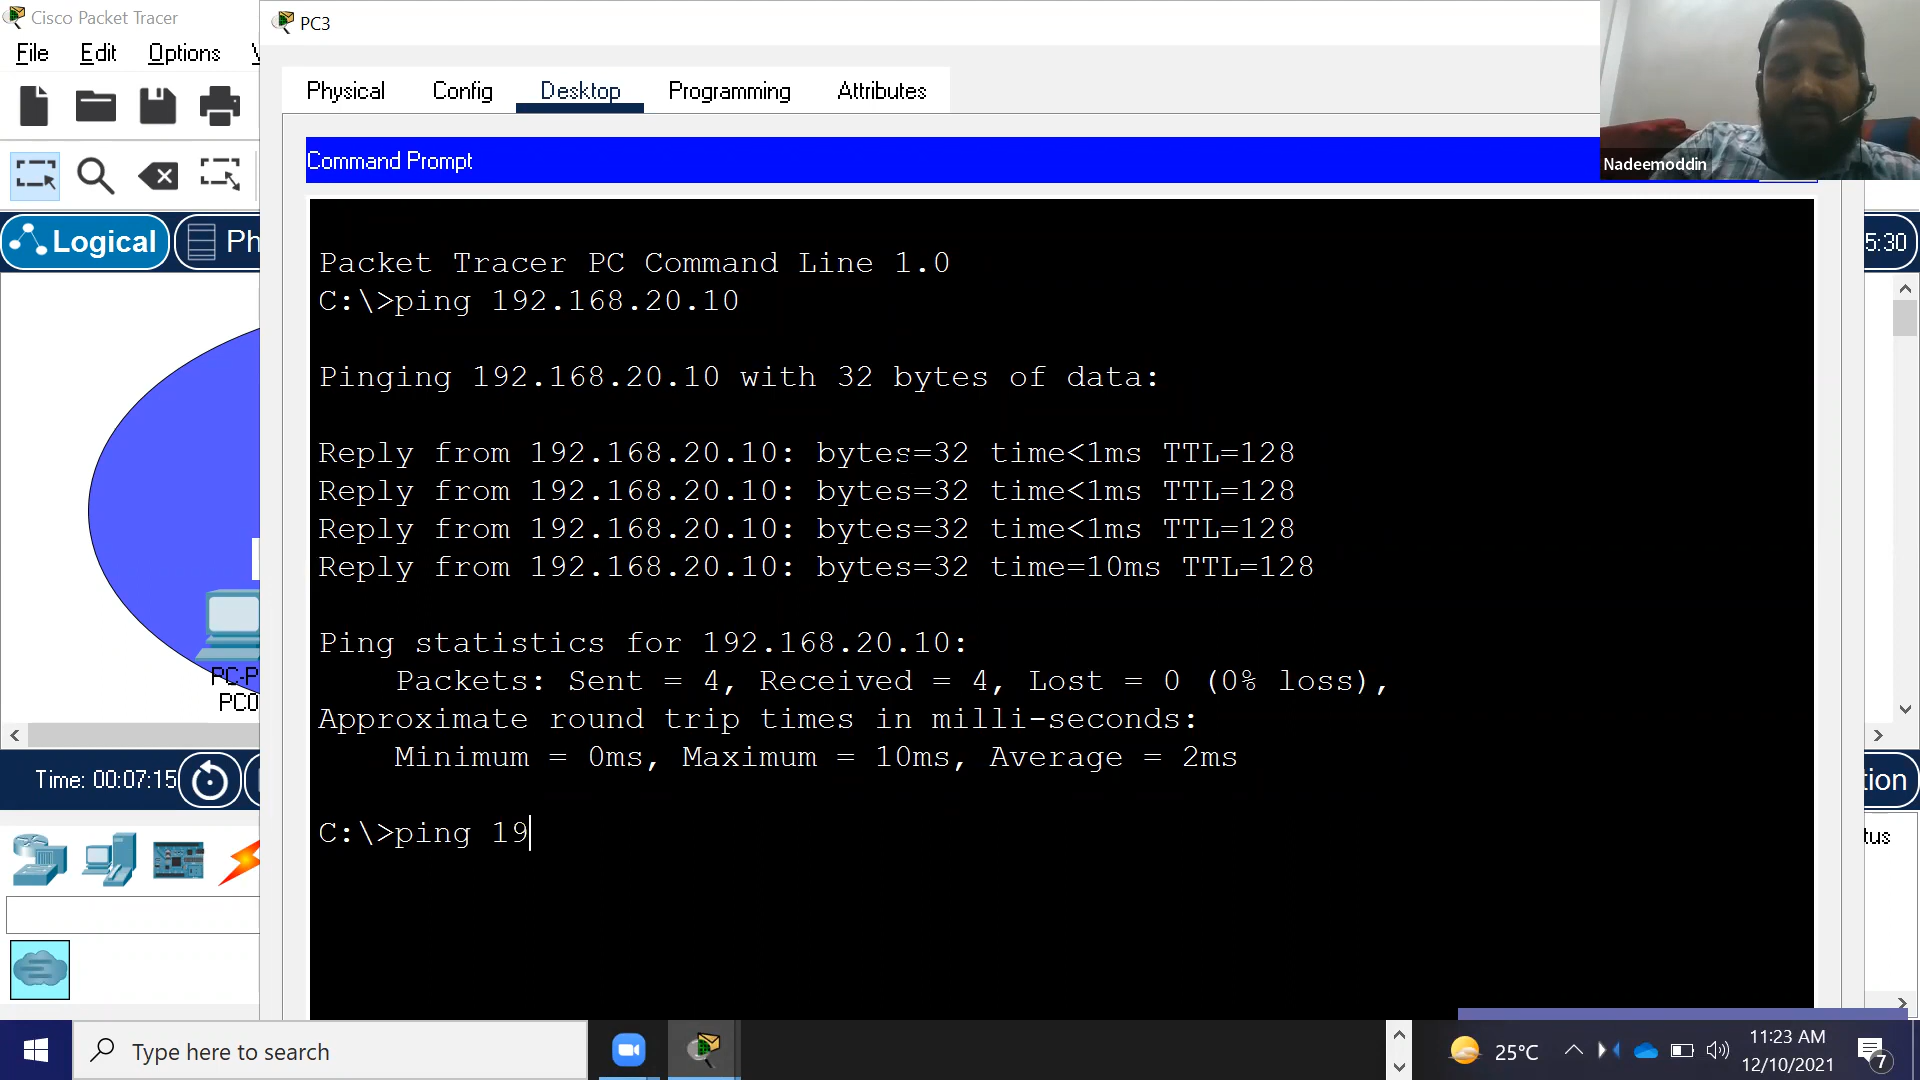 Cisco Packet Tracer
PC3
File Edit Options
Physical Config Desktop Programming Attributes
Command Prompt
Nadeemoddin
Logical
Ph
5:30
Packet Tracer PC Command Line 1.0
C:\>ping 192.168.20.10
Pinging 192.168.20.10 with 32 bytes of data:
Reply from 192.168.20.10: bytes=32 time<1ms TTL=128
Reply from 192.168.20.10: bytes=32 time<1ms TTL=128
Reply from 192.168.20.10: bytes=32 time<1ms TTL=128
Reply from 192.168.20.10: bytes=32 time=10ms TTL=128
Ping statistics for 192.168.20.10:
Packets: Sent = 4, Received = 4, Lost = 0 (0% loss),
Approximate round trip times in milli-seconds:
Minimum = 0ms, Maximum = 10ms, Average = 2ms
C:\>ping 19
PC-P
PC0
Time: 00:07:15
tion
tus
Type here to search
25°C
11:23 AM
12/10/2021
7